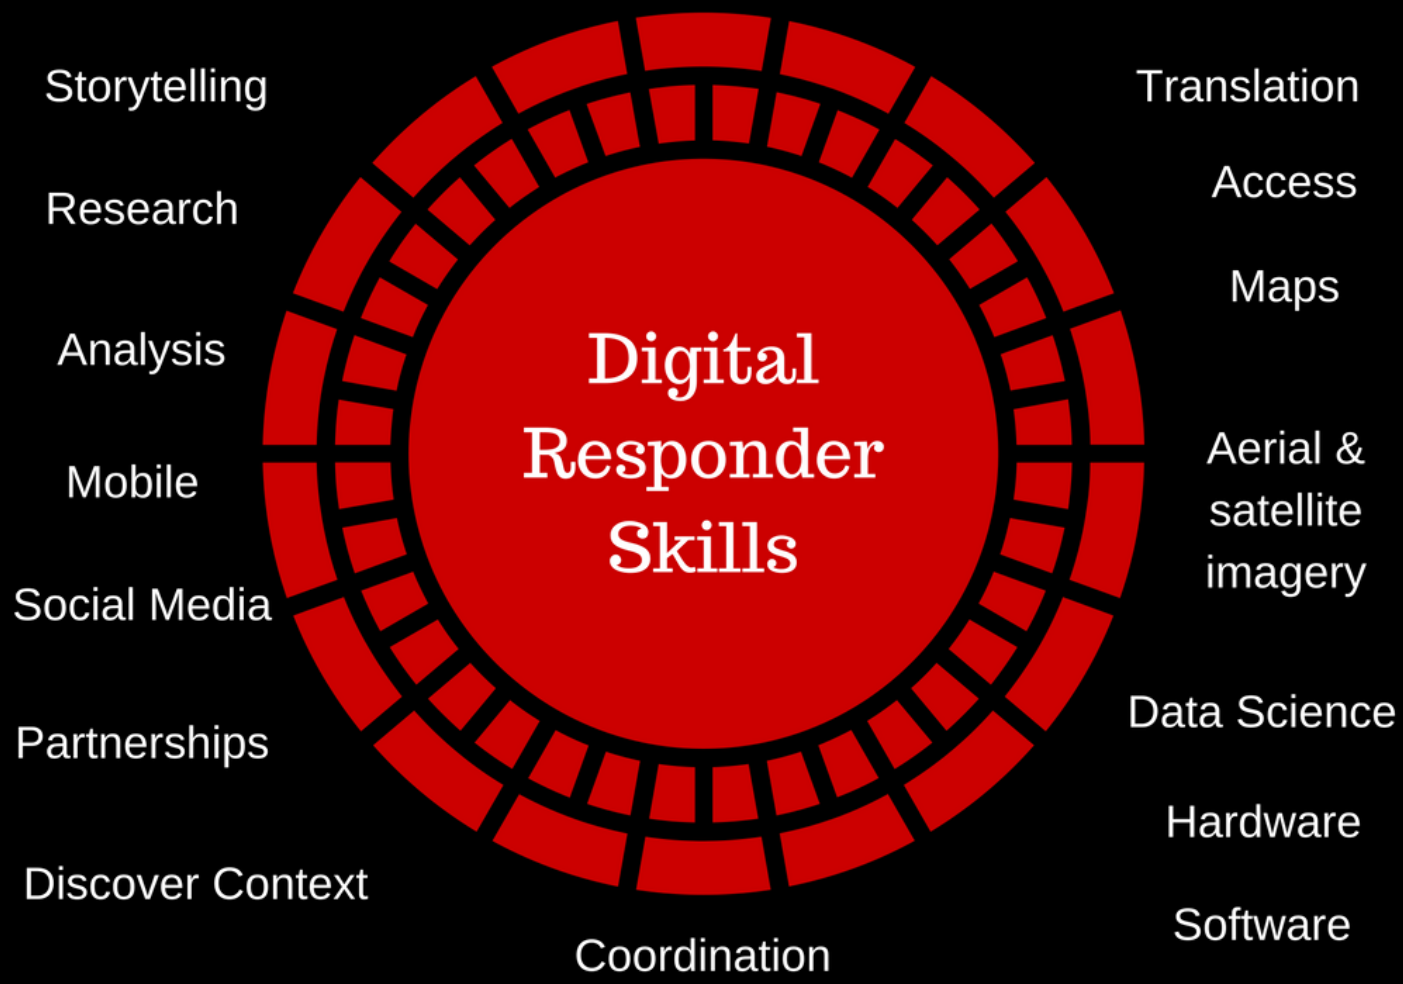 Storytelling
Research
Analysis
Mobile
Social Media
Partnerships
Discover Context
Digital
Responder
Skills
Coordination
Translation
Access
Maps
Aerial &
satellite
imagery
Data Science
Hardware
Software